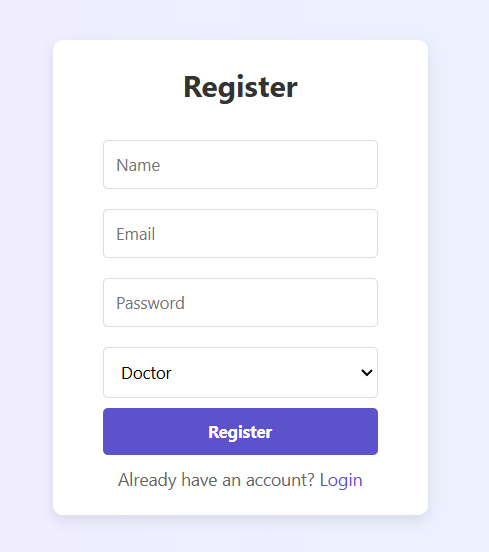 Register
Name
Email
Password
Doctor
Register
Already have an account? Login